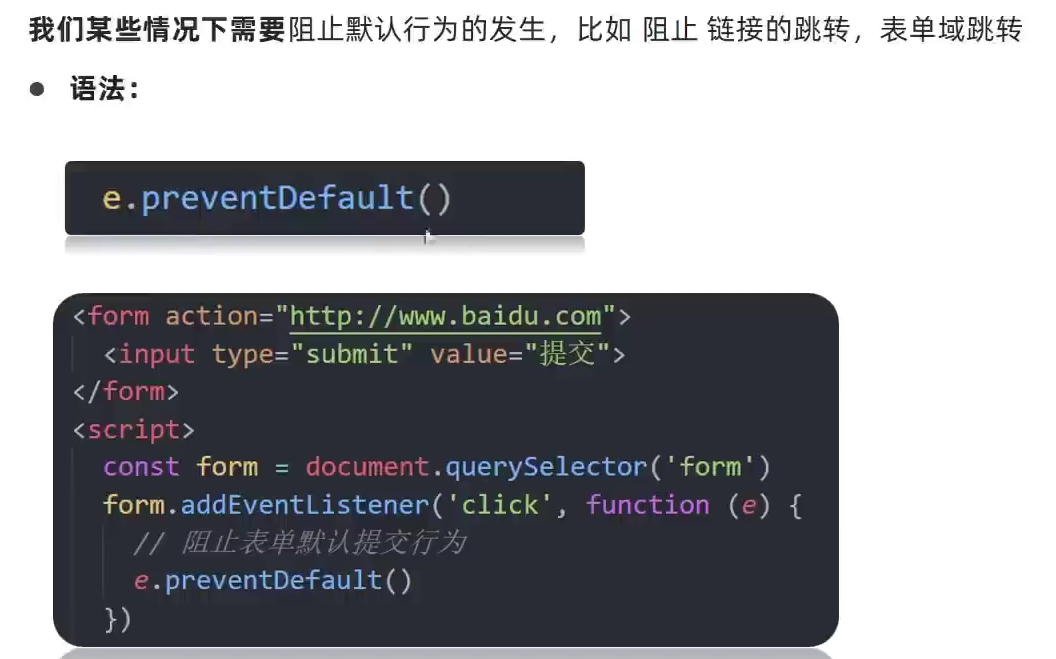 我们某些情况下需要阻止默认行为的发生，比如 阻止 链接的跳转，表单域跳转
● 语法：
e.preventDefault()
<form action="http://www.baidu.com">
<input type="submit" value="提交">
</form>
<script>
const form = document.querySelector('form')
form.addEventListener('click', function (e) {
// 阻止表单默认提交行为
e.preventDefault()
})